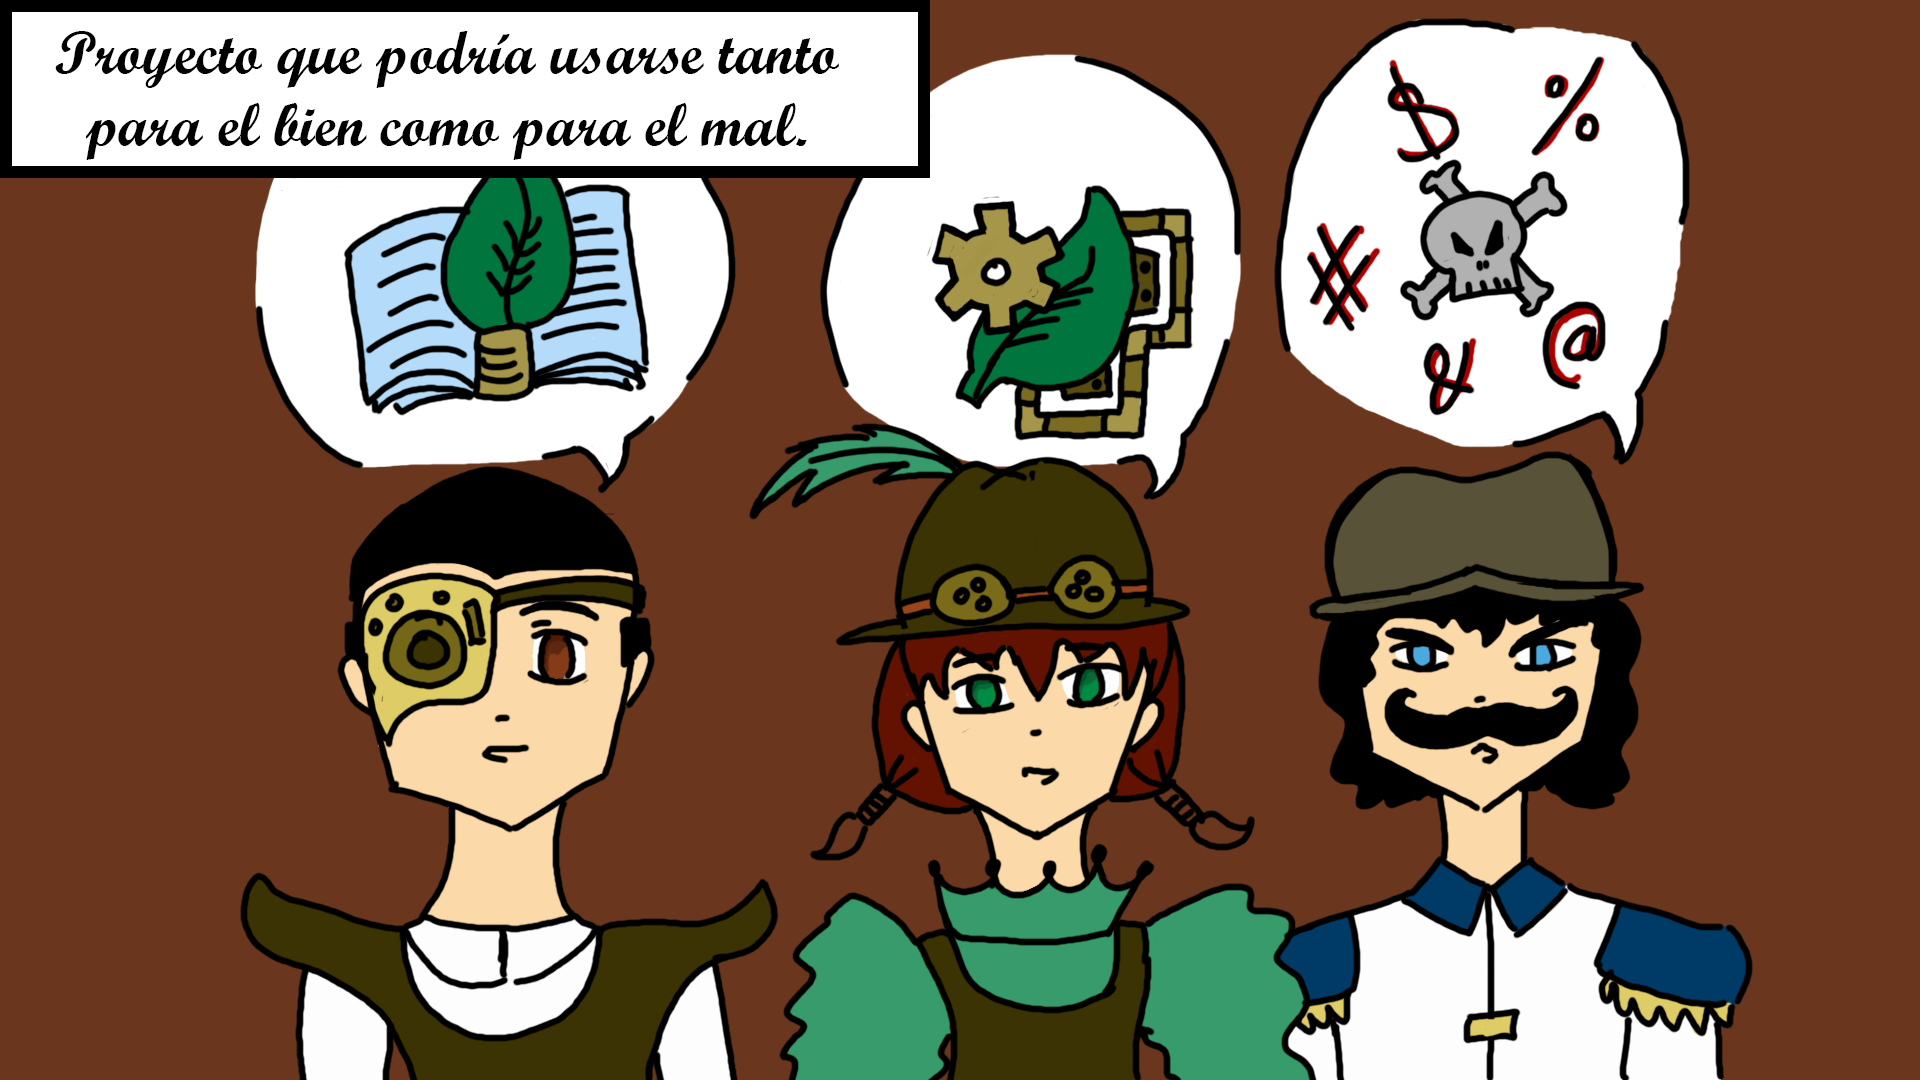 Proyecto que podría usarse tanto
para el bien como para el mal.
$ %
#
& @